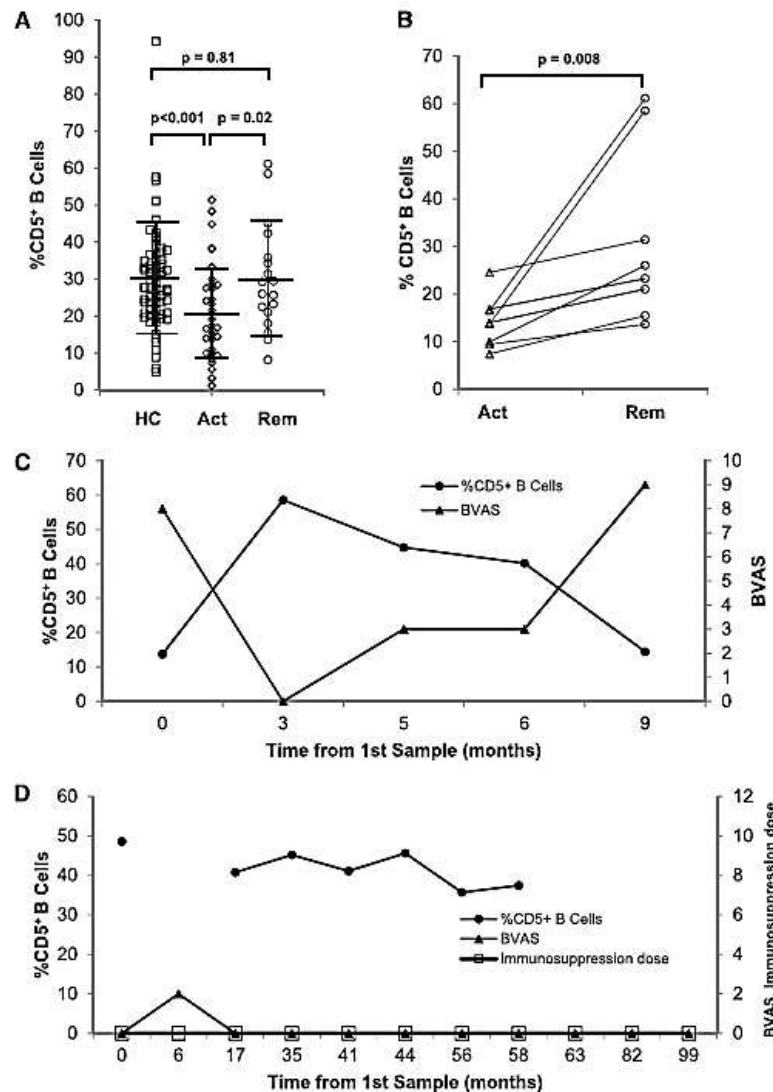 A
100
90
80
70
60
50
40
30
20
10
0
%CD5+ B Cells
p = 0.81
p<0.001
p = 0.02
HC
Act
Rem
B
70
60
50
40
30
20
10
0
% CD5+ B Cells
p = 0.008
Act
Rem
C
70
60
50
40
30
20
10
0
%CD5+ B Cells
%CD5+ B Cells
BVAS
10
9
8
7
6
5
4
3
2
1
0
BVAS
0 3 5 6 9
Time from 1st Sample (months)
D
60
50
40
30
20
10
0
%CD5+ B Cells
%CD5+ B Cells
BVAS
Immunosuppression dose
12
10
8
6
4
2
0
BVAS, Immunosuppression dose
0 6 17 35 41 44 56 58 63 82 99
Time from 1st Sample (months)